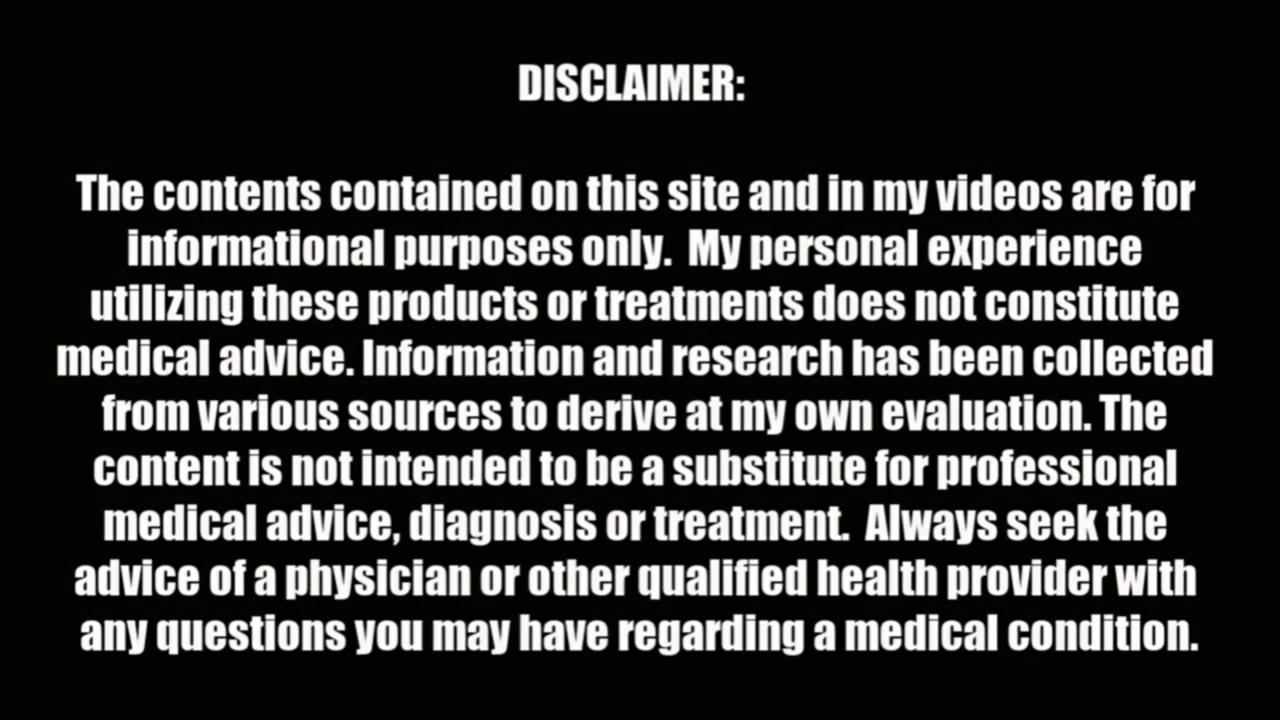 DISCLAIMER:
The contents contained on this site and in my videos are for
informational purposes only.  My personal experience
utilizing these products or treatments does not constitute
medical advice. Information and research has been collected
from various sources to derive at my own evaluation. The
content is not intended to be a substitute for professional
medical advice, diagnosis or treatment.  Always seek the
advice of a physician or other qualified health provider with
any questions you may have regarding a medical condition.